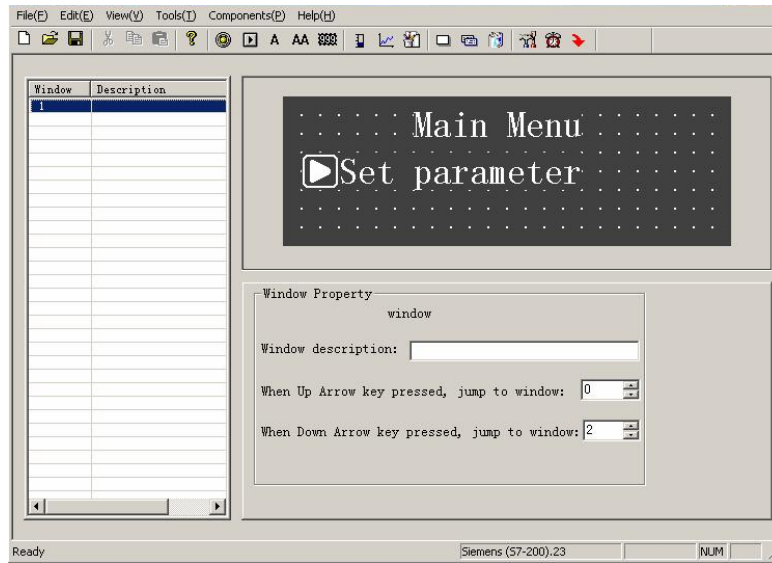 File(F) Edit(E) View(V) Tools(T) Components(P) Help(H)
A AA
Window Description
1
Main Menu
Set parameter
Window Property
window
Window description:
When Up Arrow key pressed, jump to window: 0
When Down Arrow key pressed, jump to window: 2
Ready Siemens (S7-200).23 NUM